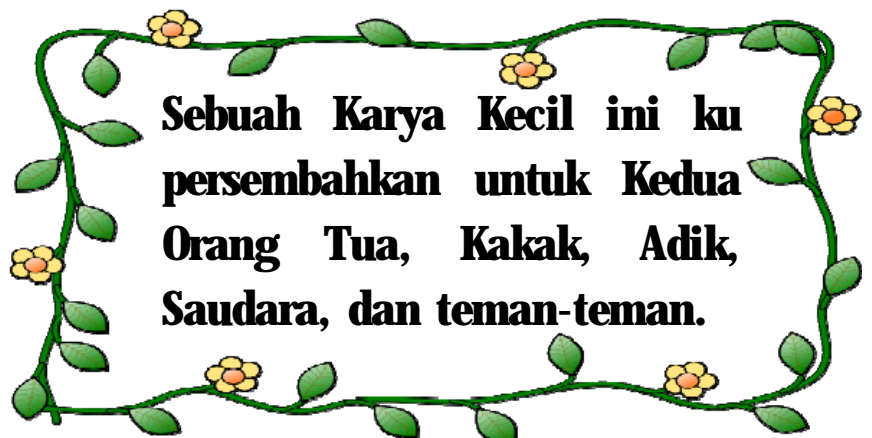 Sebuah Karya Kecil ini ku
persembahkan untuk Kedua
Orang Tua, Kakak, Adik,
Saudara, dan teman-teman.